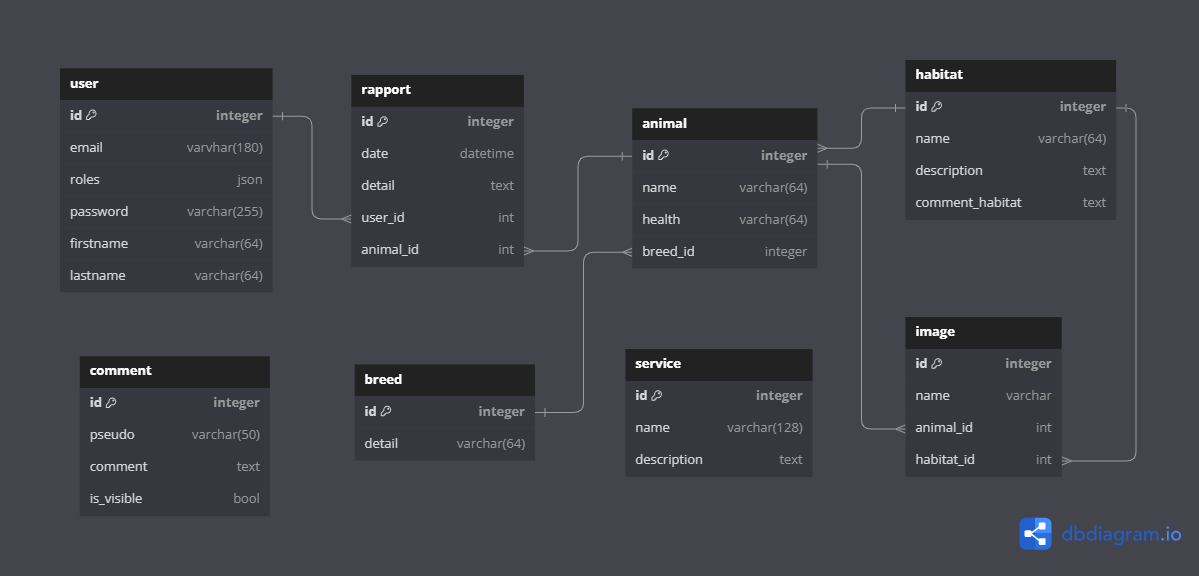 user
id integer
email varvhar(180)
roles json
password varchar(255)
firstname varchar(64)
lastname varchar(64)
rapport
id integer
date datetime
detail text
user_id int
animal_id int
animal
id integer
name varchar(64)
health varchar(64)
breed_id integer
habitat
id integer
name varchar(64)
description text
comment_habitat text
comment
id integer
pseudo varchar(50)
comment text
is_visible bool
breed
id integer
detail varchar(64)
service
id integer
name varchar(128)
description text
image
id integer
name varchar
animal_id int
habitat_id int
dbdiagram.io